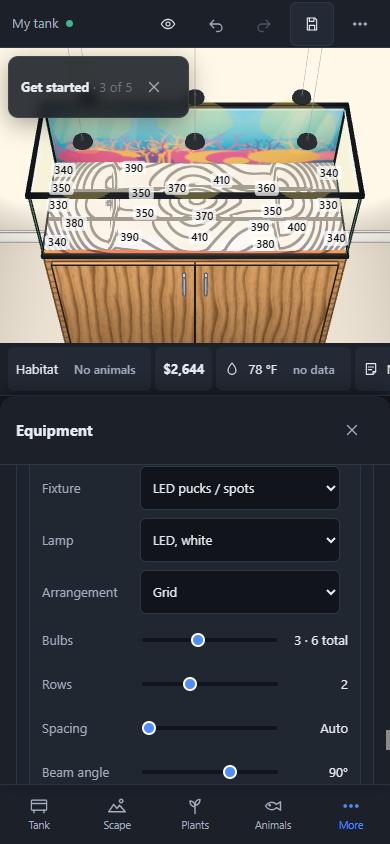 My tank
Get started · 3 of 5
340 390 410 340
350 350 370 360
330 350 370 350 330
380 390 400
340 390 410 380 340
Habitat No animals $2,644 78 °F no data
Equipment
Fixture LED pucks / spots
Lamp LED, white
Arrangement Grid
Bulbs 3 · 6 total
Rows 2
Spacing Auto
Beam angle 90°
Tank Scape Plants Animals More